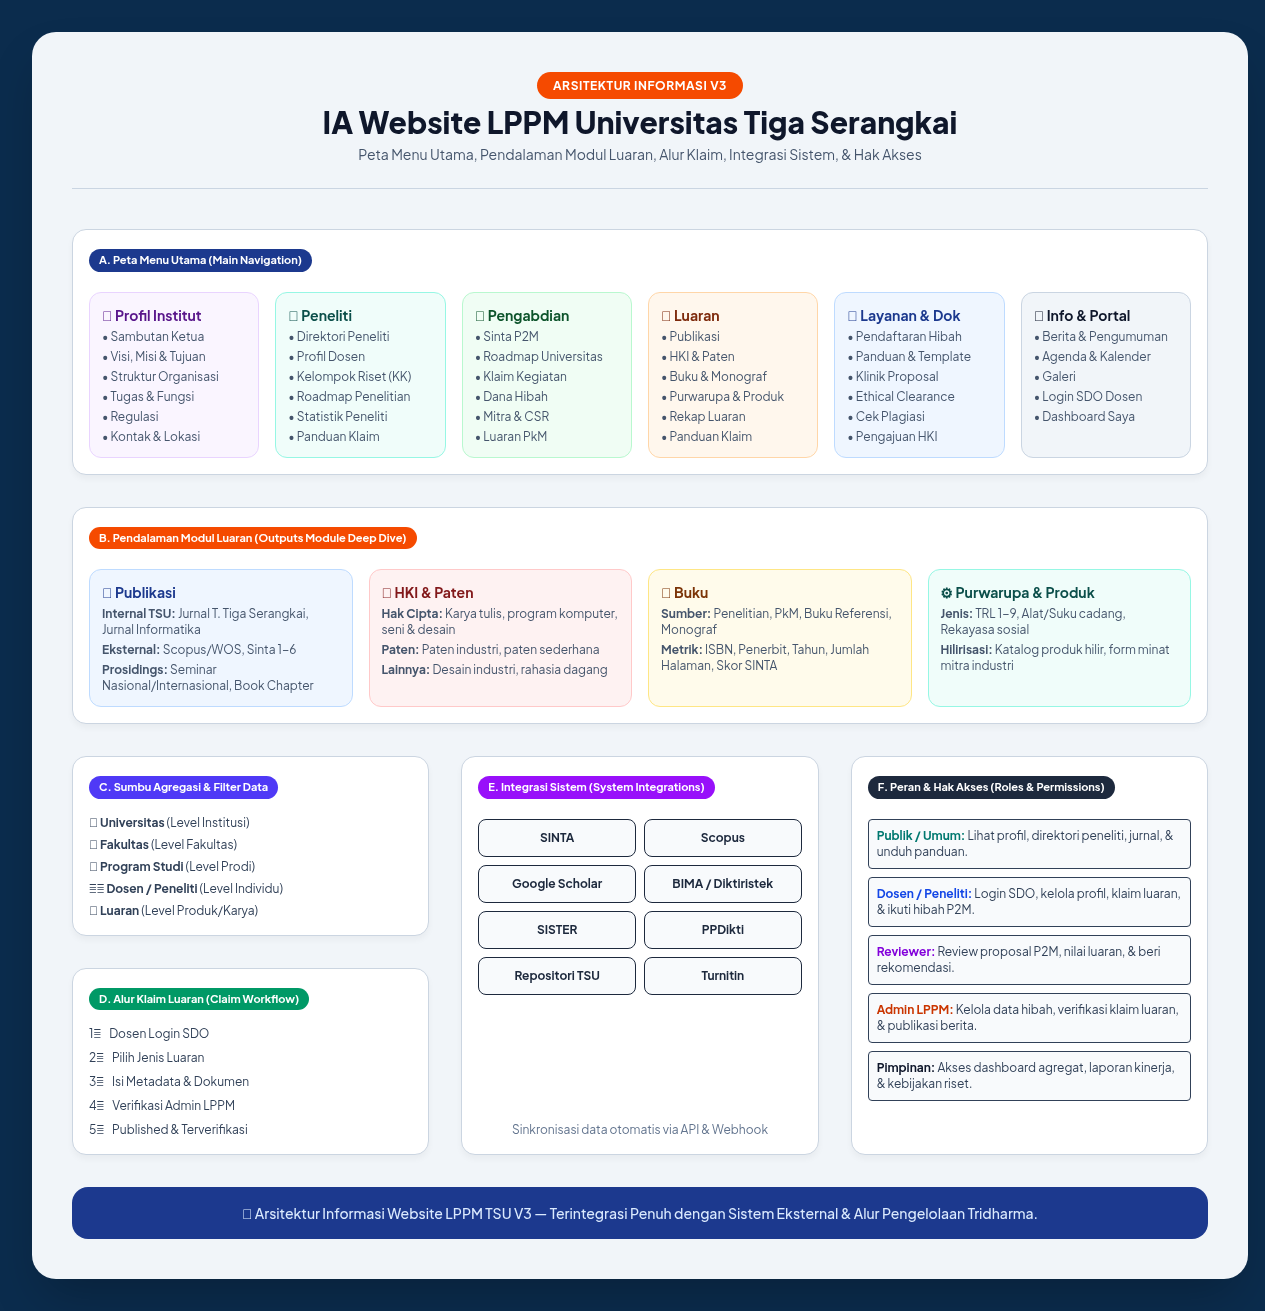 ARSITEKTUR INFORMASI V3
IA Website LPPM Universitas Tiga Serangkai
Peta Menu Utama, Pendalaman Modul Luaran, Alur Klaim, Integrasi Sistem, & Hak Akses
A. Peta Menu Utama (Main Navigation)
Profil Institut
• Sambutan Ketua
• Visi, Misi & Tujuan
• Struktur Organisasi
• Tugas & Fungsi
• Regulasi
• Kontak & Lokasi
Peneliti
• Direktori Peneliti
• Profil Dosen
• Kelompok Riset (KK)
• Roadmap Penelitian
• Statistik Peneliti
• Panduan Klaim
Pengabdian
• Sinta P2M
• Roadmap Universitas
• Klaim Kegiatan
• Dana Hibah
• Mitra & CSR
• Luaran PkM
Luaran
• Publikasi
• HKI & Paten
• Buku & Monograf
• Purwarupa & Produk
• Rekap Luaran
• Panduan Klaim
Layanan & Dok
• Pendaftaran Hibah
• Panduan & Template
• Klinik Proposal
• Ethical Clearance
• Cek Plagiasi
• Pengajuan HKI
Info & Portal
• Berita & Pengumuman
• Agenda & Kalender
• Galeri
• Login SDO Dosen
• Dashboard Saya
B. Pendalaman Modul Luaran (Outputs Module Deep Dive)
Publikasi
Internal TSU: Jurnal T. Tiga Serangkai,
Jurnal Informatika
Eksternal: Scopus/WOS, Sinta 1–6
Prosidings: Seminar
Nasional/Internasional, Book Chapter
HKI & Paten
Hak Cipta: Karya tulis, program komputer,
seni & desain
Paten: Paten industri, paten sederhana
Lainnya: Desain industri, rahasia dagang
Buku
Sumber: Penelitian, PkM, Buku Referensi,
Monograf
Metrik: ISBN, Penerbit, Tahun, Jumlah
Halaman, Skor SINTA
⚙ Purwarupa & Produk
Jenis: TRL 1–9, Alat/Suku cadang,
Rekayasa sosial
Hilirisasi: Katalog produk hilir, form minat
mitra industri
C. Sumbu Agregasi & Filter Data
Universitas (Level Institusi)
Fakultas (Level Fakultas)
Program Studi (Level Prodi)
Dosen / Peneliti (Level Individu)
Luaran (Level Produk/Karya)
D. Alur Klaim Luaran (Claim Workflow)
1 Dosen Login SDO
2 Pilih Jenis Luaran
3 Isi Metadata & Dokumen
4 Verifikasi Admin LPPM
5 Published & Terverifikasi
E. Integrasi Sistem (System Integrations)
SINTA
Scopus
Google Scholar
BIMA / Diktiristek
SISTER
PPDikti
Repositori TSU
Turnitin
Sinkronisasi data otomatis via API & Webhook
F. Peran & Hak Akses (Roles & Permissions)
Publik / Umum: Lihat profil, direktori peneliti, jurnal, &
unduh panduan.
Dosen / Peneliti: Login SDO, kelola profil, klaim luaran,
& ikuti hibah P2M.
Reviewer: Review proposal P2M, nilai luaran, & beri
rekomendasi.
Admin LPPM: Kelola data hibah, verifikasi klaim luaran,
& publikasi berita.
Pimpinan: Akses dashboard agregat, laporan kinerja,
& kebijakan riset.
Arsitektur Informasi Website LPPM TSU V3 — Terintegrasi Penuh dengan Sistem Eksternal & Alur Pengelolaan Tridharma.